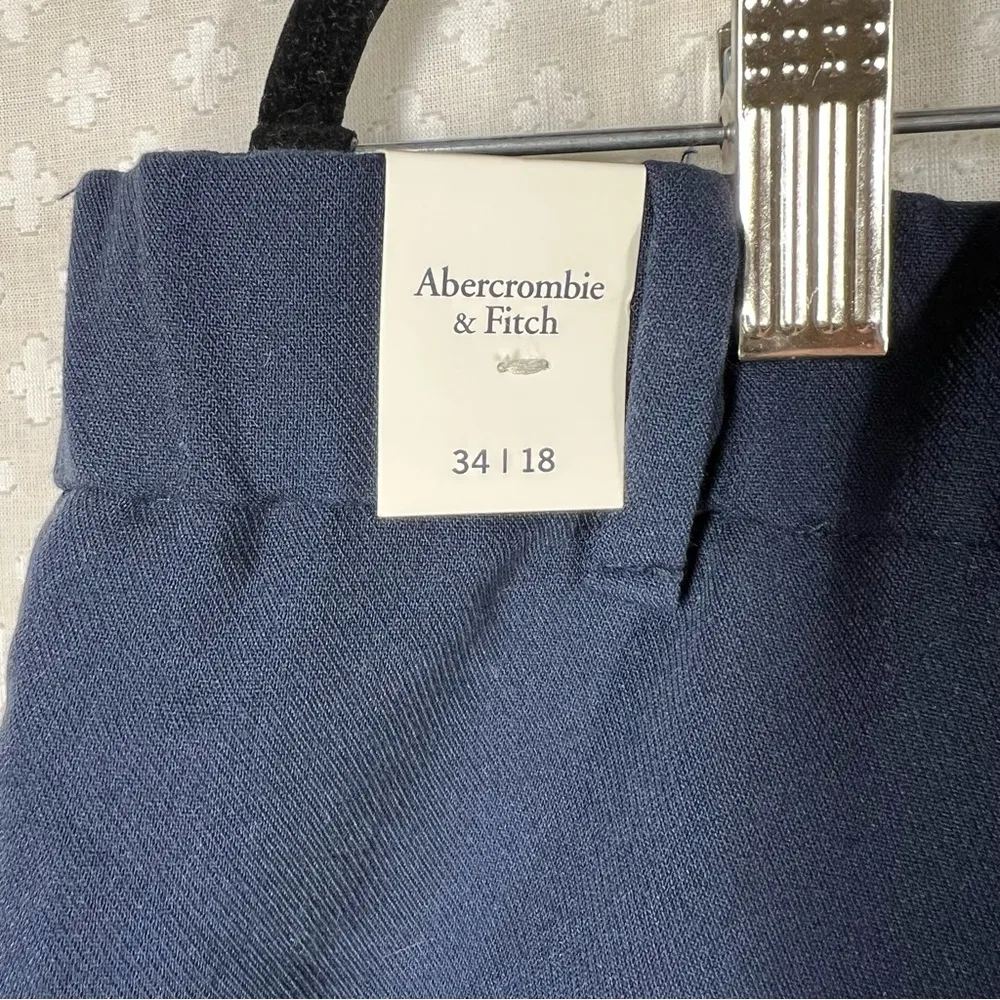 Abercrombie
& Fitch
34 | 18